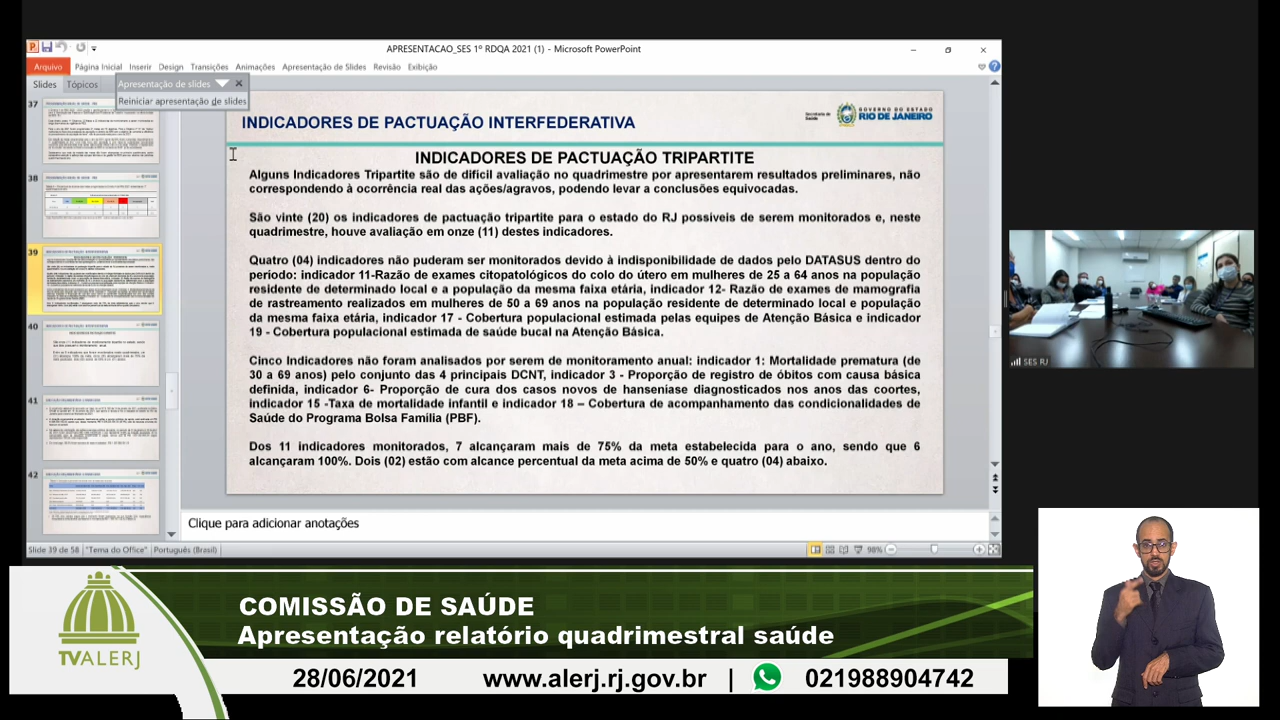 APRESENTACAO_SES 1º RDQA 2021 (1) - Microsoft PowerPoint
Arquivo Página Inicial Inserir Design Transições Animações Apresentação de Slides Revisão Exibição
Slides Tópicos
Apresentação de slides
Reiniciar apresentação de slides
37
38
39
40
41
42
INDICADORES DE PACTUAÇÃO INTERFEDERATIVA
Secretaria de
Saúde
GOVERNO DO ESTADO
RIO DE JANEIRO
INDICADORES DE PACTUAÇÃO TRIPARTITE
Alguns Indicadores Tripartite são de difícil avaliação no quadrimestre por apresentarem resultados preliminares, não
correspondendo à ocorrência real das ações/agravos, podendo levar a conclusões equivocadas.
São vinte (20) os indicadores de pactuação tripartite para o estado do RJ possíveis de serem monitorados e, neste
quadrimestre, houve avaliação em onze (11) destes indicadores.
Quatro (04) indicadores não puderam ser monitorados devido à indisponibilidade de dados pelo DATASUS dentro do
período: indicador 11-Razão de exames citopatológicos do colo do útero em mulheres de 25 a 64 anos na população
residente de determinado local e a população da mesma faixa etária, indicador 12- Razão de exames de mamografia
de rastreamento realizados em mulheres de 50 a 69 anos na população residente de determinado local e população
da mesma faixa etária, indicador 17 - Cobertura populacional estimada pelas equipes de Atenção Básica e indicador
19 - Cobertura populacional estimada de saúde bucal na Atenção Básica.
Cinco Indicadores não foram analisados por serem de monitoramento anual: indicador 1: Mortalidade prematura (de
30 a 69 anos) pelo conjunto das 4 principais DCNT, indicador 3 - Proporção de registro de óbitos com causa básica
definida, indicador 6- Proporção de cura dos casos novos de hanseníase diagnosticados nos anos das coortes,
indicador 15 -Taxa de mortalidade infantil e indicador 18 – Cobertura de acompanhamento das condicionalidades de
Saúde do Programa Bolsa Família (PBF).
Dos 11 indicadores monitorados, 7 alcançaram mais de 75% da meta estabelecida para o ano, sendo que 6
alcançaram 100%. Dois (02) estão com alcance percentual da meta acima de 50% e quatro (04) abaixo.
Clique para adicionar anotações
Slide 39 de 58 "Tema do Office" Português (Brasil) 98%
SES RJ
TVALERJ
COMISSÃO DE SAÚDE
Apresentação relatório quadrimestral saúde
28/06/2021 www.alerj.rj.gov.br | 021988904742